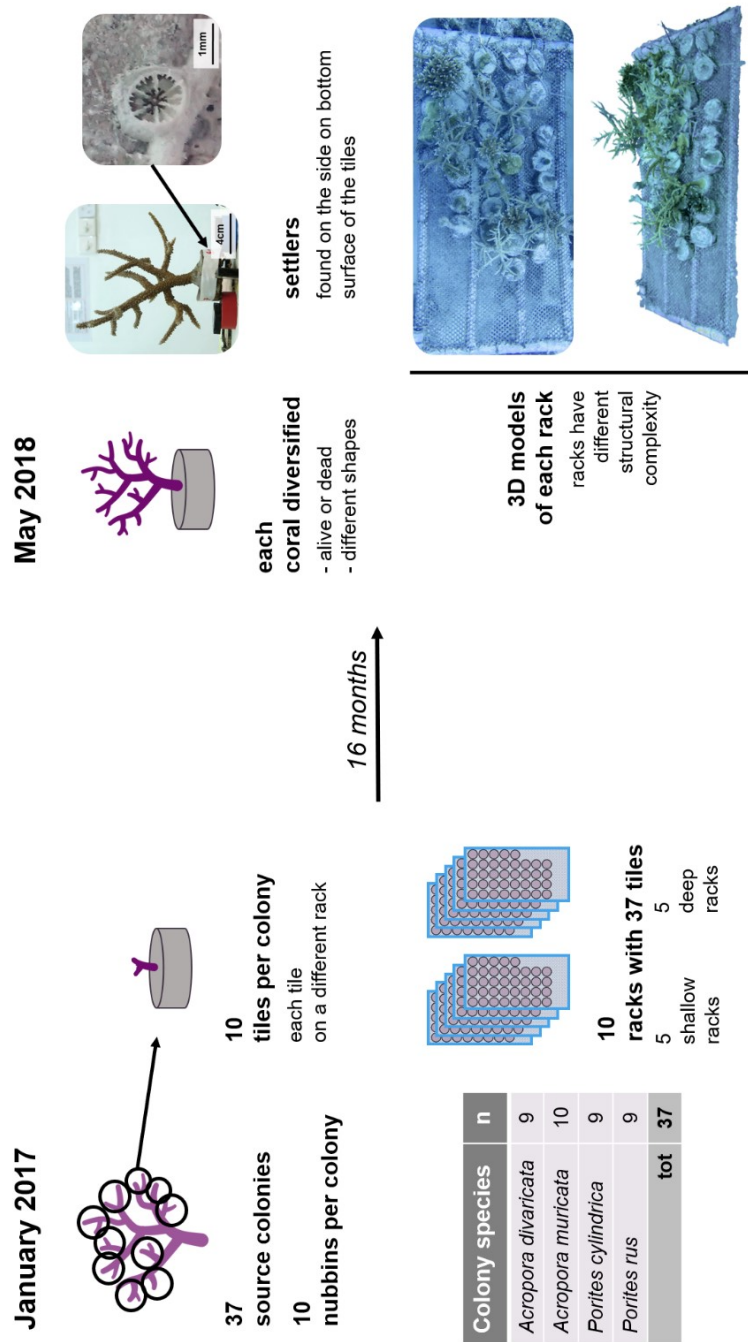 January 2017
37
source colonies
10
nubbins per colony
10
tiles per colony
each tile
on a different rack
Colony species n
Acropora divaricata 9
Acropora muricata 10
Porites cylindrica 9
Porites rus 9
tot 37
10
racks with 37 tiles
5
shallow
racks
5
deep
racks
16 months
May 2018
each
coral diversified
- alive or dead
- different shapes
4cm
1mm
settlers
found on the side on bottom
surface of the tiles
3D models
of each rack
racks have
different
structural
complexity